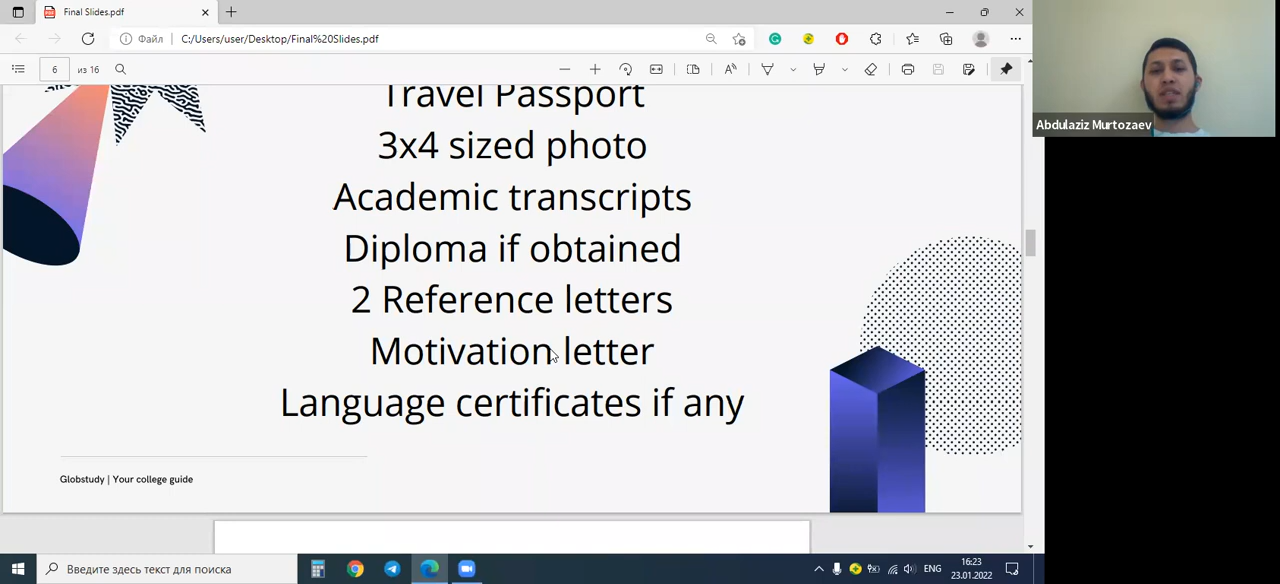 Final Slides.pdf
Файл
C:/Users/user/Desktop/Final%20Slides.pdf
6
из 16
Travel Passport
3x4 sized photo
Academic transcripts
Diploma if obtained
2 Reference letters
Motivation letter
Language certificates if any
Globstudy | Your college guide
Abdulaziz Murtozaev
Введите здесь текст для поиска
ENG
16:23
23.01.2022